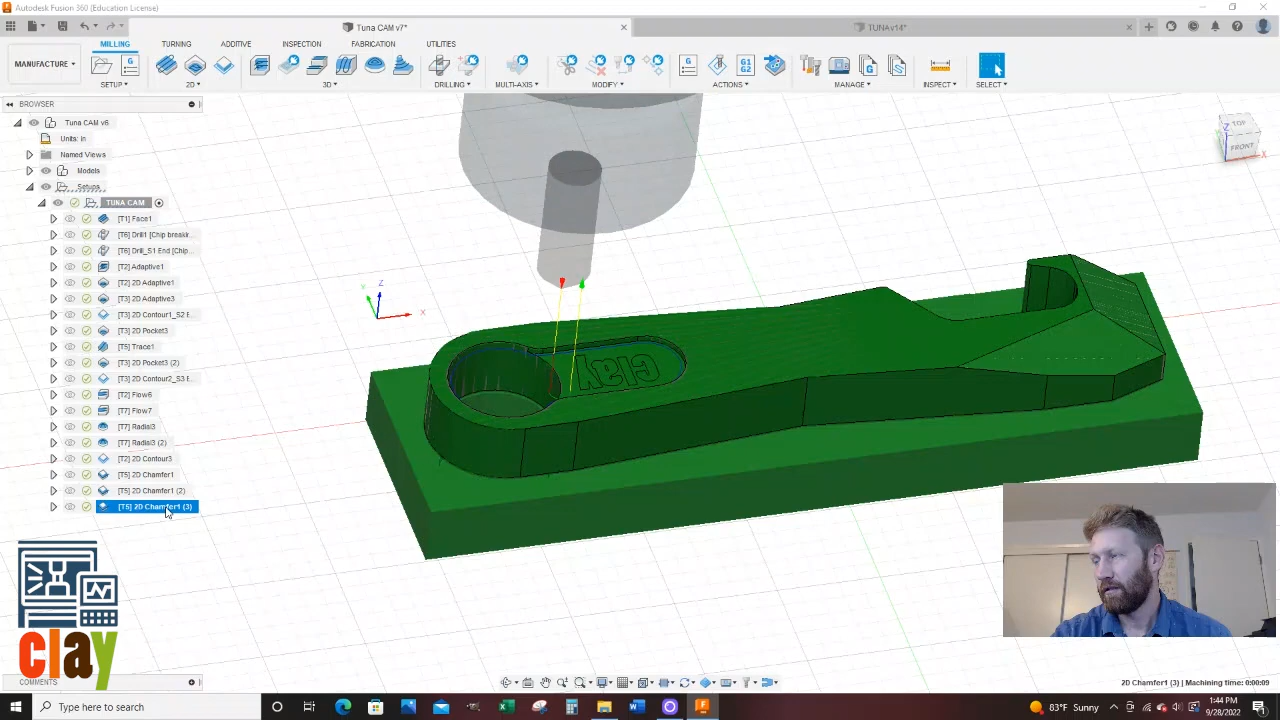 Autodesk Fusion 360 (Education License)
Tuna CAM v7*
TUNAv14*
MANUFACTURE
MILLING
TURNING
ADDITIVE
INSPECTION
FABRICATION
UTILITIES
SETUP
2D
3D
DRILLING
MULTI-AXIS
MODIFY
ACTIONS
MANAGE
INSPECT
SELECT
BROWSER
Tuna CAM v6
Units: in
Named Views
Models
Setups
TUNA CAM
[T1] Face1
[T6] Drill1 [Chip breaki...
[T6] Drill_S1 End [Chip...
[T2] Adaptive1
[T2] 2D Adaptive1
[T3] 2D Adaptive3
[T3] 2D Contour1_S2 E...
[T3] 2D Pocket3
[T5] Trace1
[T3] 2D Pocket3 (2)
[T3] 2D Contour2_S3 E...
[T2] Flow6
[T2] Flow7
[T7] Radial3
[T7] Radial3 (2)
[T2] 2D Contour3
[T5] 2D Chamfer1
[T5] 2D Chamfer1 (2)
[T5] 2D Chamfer1 (3)
TOP
FRONT
Z
X
Z
Y
X
clay
clay
COMMENTS
2D Chamfer1 (3) | Machining time: 0:00:09
Type here to search
83°F Sunny
1:44 PM
9/28/2022